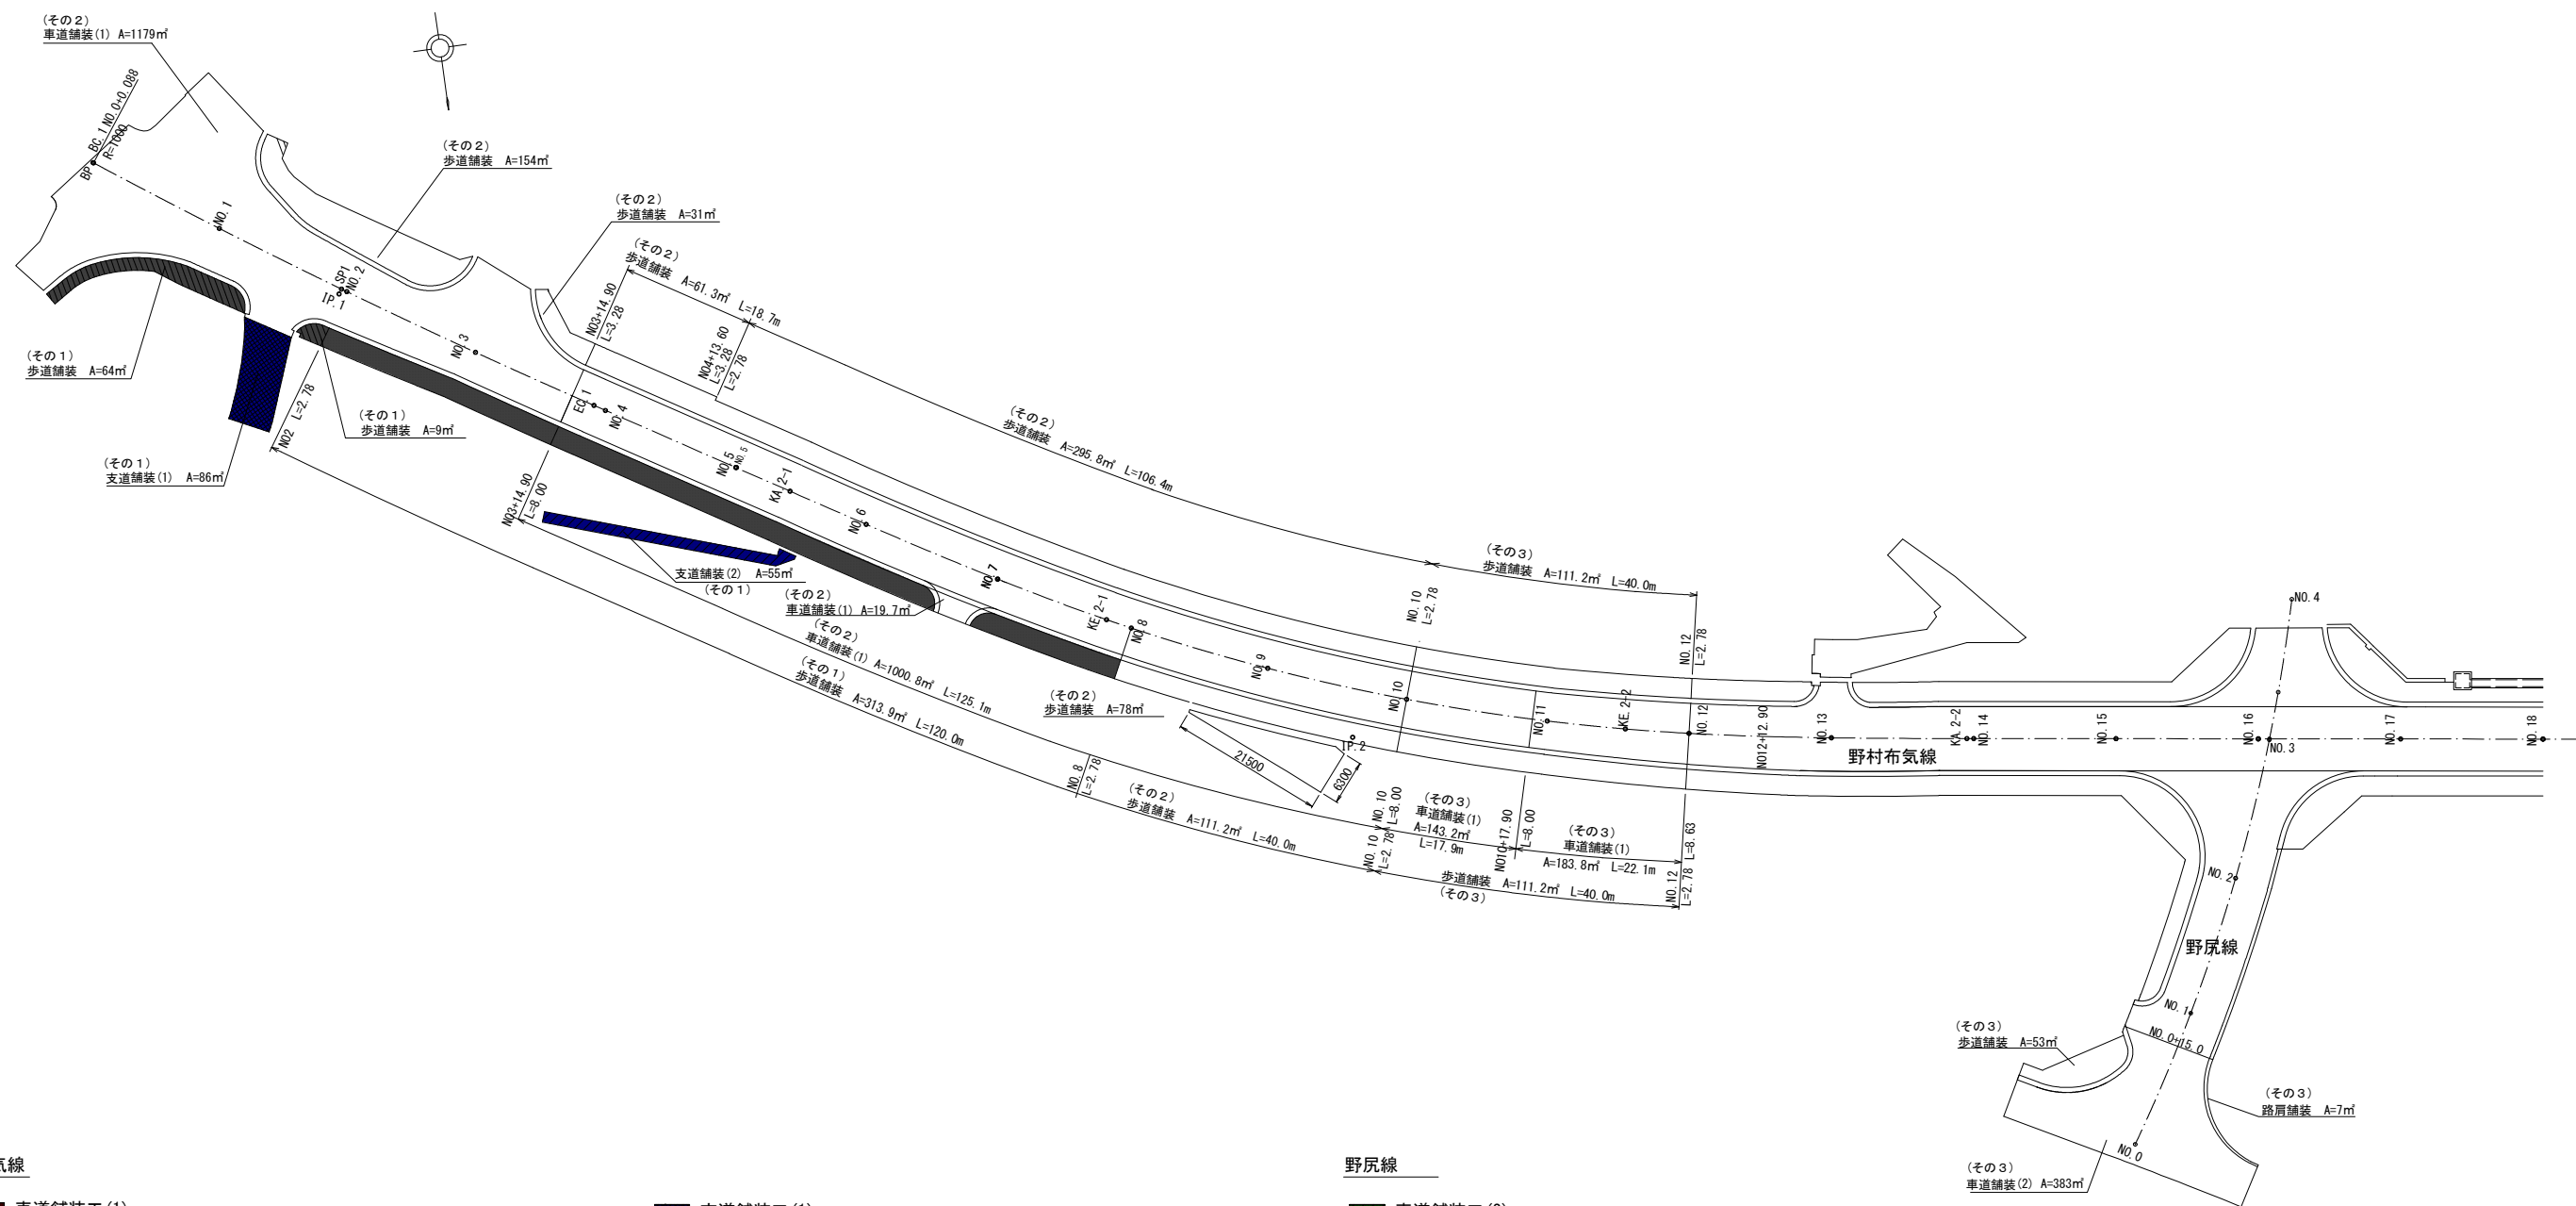 (その2)
車道舗装(1) A=1179㎡
BC.1 NO.0+0.088
R=1000
BP
NO.1
(その2)
歩道舗装 A=154㎡
(その2)
歩道舗装 A=31㎡
SP1
NO.2
IP.1
NO.3
(その1)
歩道舗装 A=64㎡
(その1)
歩道舗装 A=9㎡
(その1)
支道舗装(1) A=86㎡
NO2 L=2.78
(その2)
歩道舗装 A=61.3㎡ L=18.7m
NO3+14.90
L=3.28
NO4+13.60
L=3.28
L=2.78
EC.1
NO.4
NO.5
NO.5
KA.2-1
NO.6
NO.7
KE.2-1
NO.8
NO.9
NO.10
NO.11
KE.2-2
NO.12
NO3+14.90
L=8.00
支道舗装(2) A=55㎡
(その1)
(その2)
車道舗装(1) A=19.7㎡
(その2)
車道舗装(1) A=1000.8㎡ L=125.1m
(その1)
歩道舗装 A=313.9㎡ L=120.0m
(その2)
歩道舗装 A=295.8㎡ L=106.4m
(その3)
歩道舗装 A=111.2㎡ L=40.0m
NO.10
L=2.78
NO.12
L=2.78
(その2)
歩道舗装 A=78㎡
NO.8
L=2.78
21500
6300
IP.2
(その2)
歩道舗装 A=111.2㎡ L=40.0m
NO.10
L=2.78
NO.10
L=8.00
(その3)
車道舗装(1)
A=143.2㎡
L=17.9m
NO10+17.90
L=8.00
(その3)
車道舗装(1)
A=183.8㎡ L=22.1m
歩道舗装 A=111.2㎡ L=40.0m
(その3)
NO.12
L=2.78 L=8.63
NO12+12.90
NO.13
野村布気線
KA.2-2
NO.14
NO.15
NO.16
NO.3
NO.17
NO.18
NO.4
NO.2
野尻線
NO.1
NO.0+15.0
NO.0
(その3)
歩道舗装 A=53㎡
(その3)
路肩舗装 A=7㎡
(その3)
車道舗装(2) A=383㎡
気線
野尻線
車道舗装工(1)